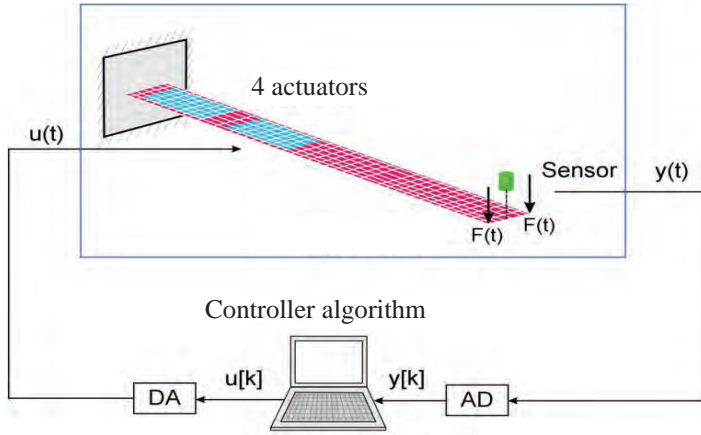 4 actuators
u(t)
Sensor
y(t)
F(t)
F(t)
Controller algorithm
u[k]
y[k]
DA
AD